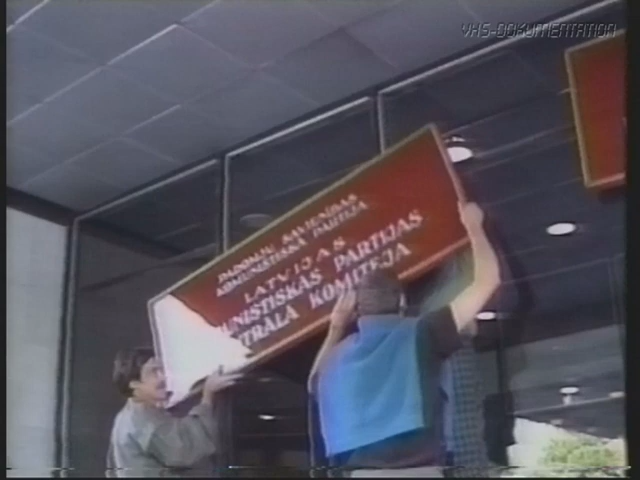 VHS-DOKUMENTATION
PADOMJU SAVIENĪBAS
KOMUNISTISKĀ PARTIJA
LATVIJAS
UNISTISKĀS PARTIJAS
TRĀLĀ KOMITEJA